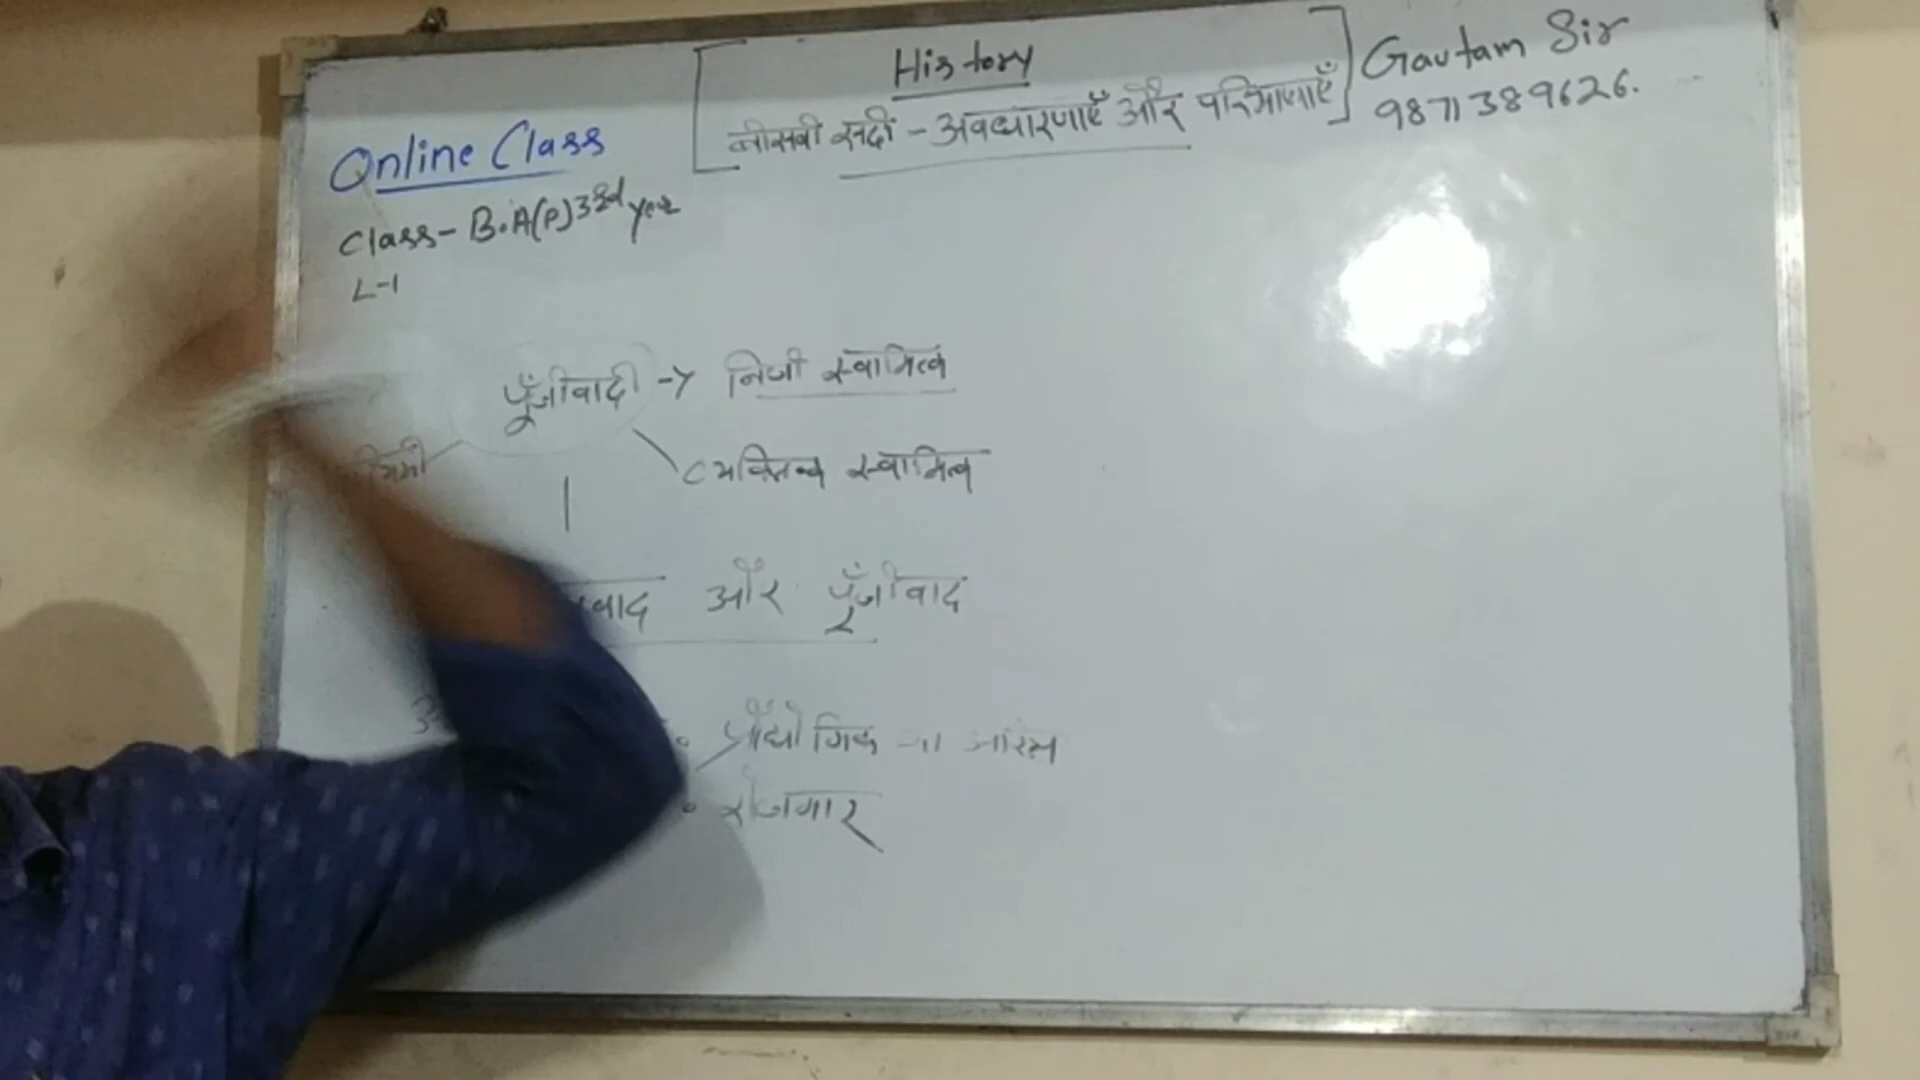 History
बीसवी सदी - अवधारणाएँ और परिभाषाएँ
Gautam Sir
9871389626.
Online Class
Class- B.A(P) 3rd year
L-1
पूँजीवादी -> निजी स्वामित्व
व्यक्तित्व स्वामित्व
वाद और पूँजीवाद
औद्योगिक का आरंभ
रोजगार